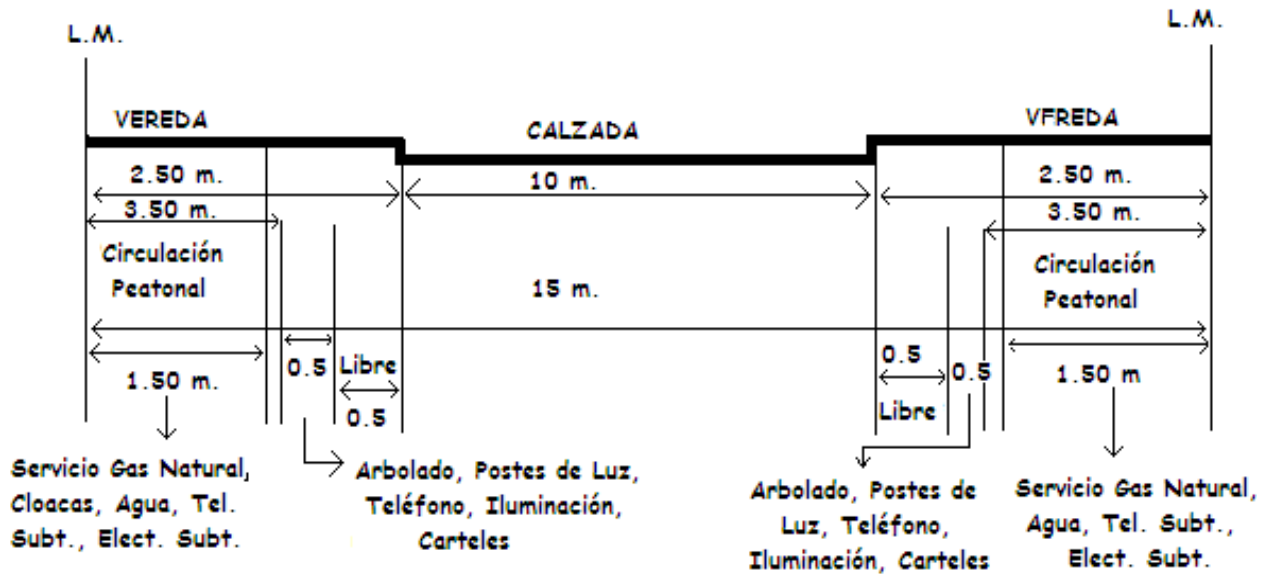 L.M.
L.M.
VEREDA
CALZADA
VFREDA
2.50 m.
10 m.
2.50 m.
3.50 m.
3.50 m.
Circulación
Peatonal
15 m.
Circulación
Peatonal
0.5
Libre
0.5
0.5
1.50 m.
0.5
Libre
1.50 m
Servicio Gas Natural,
Cloacas, Agua, Tel.
Subt., Elect. Subt.
Arbolado, Postes de Luz,
Teléfono, Iluminación,
Carteles
Arbolado, Postes de
Luz, Teléfono,
Iluminación, Carteles
Servicio Gas Natural,
Agua, Tel. Subt.,
Elect. Subt.